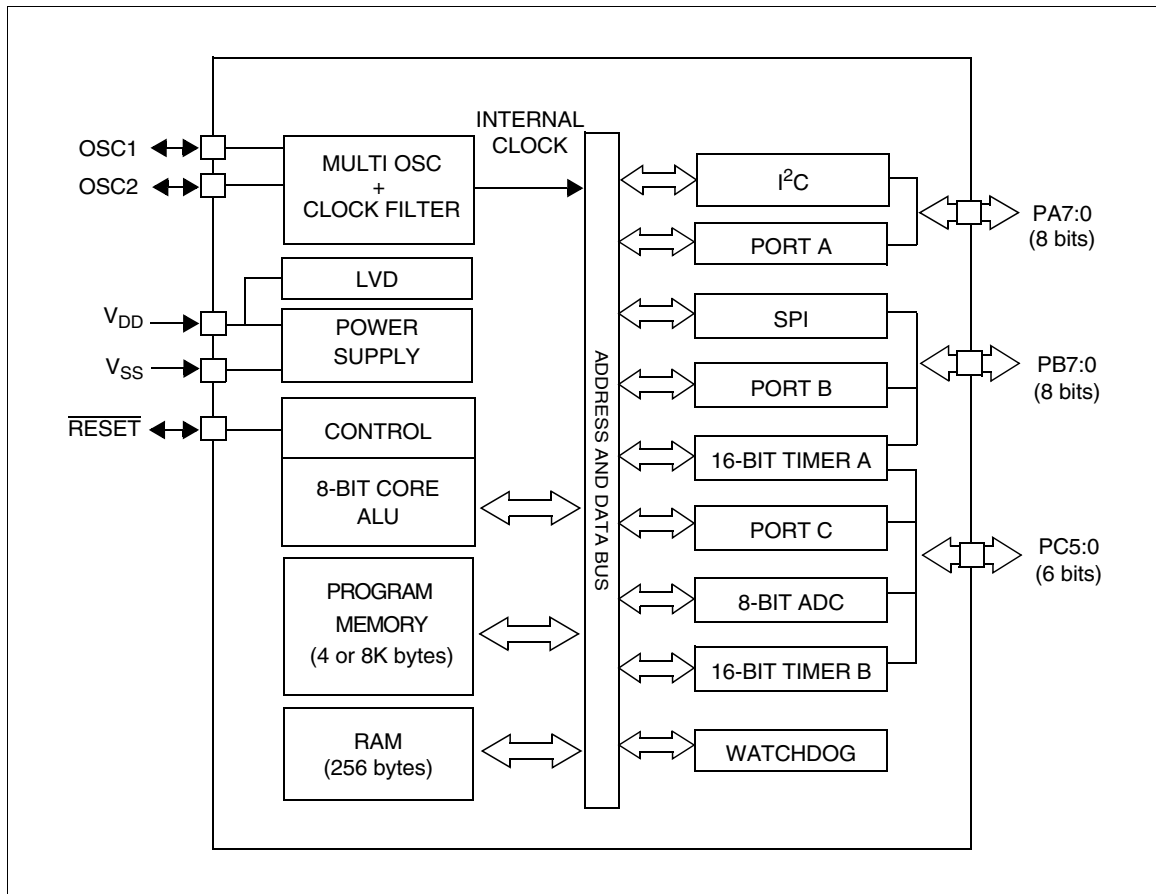 INTERNAL
CLOCK
OSC1
OSC2
MULTI OSC
+
CLOCK FILTER
LVD
VDD
VSS
POWER
SUPPLY
RESET
CONTROL
8-BIT CORE
ALU
PROGRAM
MEMORY
(4 or 8K bytes)
RAM
(256 bytes)
ADDRESS AND DATA BUS
I²C
PORT A
SPI
PORT B
16-BIT TIMER A
PORT C
8-BIT ADC
16-BIT TIMER B
WATCHDOG
PA7:0
(8 bits)
PB7:0
(8 bits)
PC5:0
(6 bits)